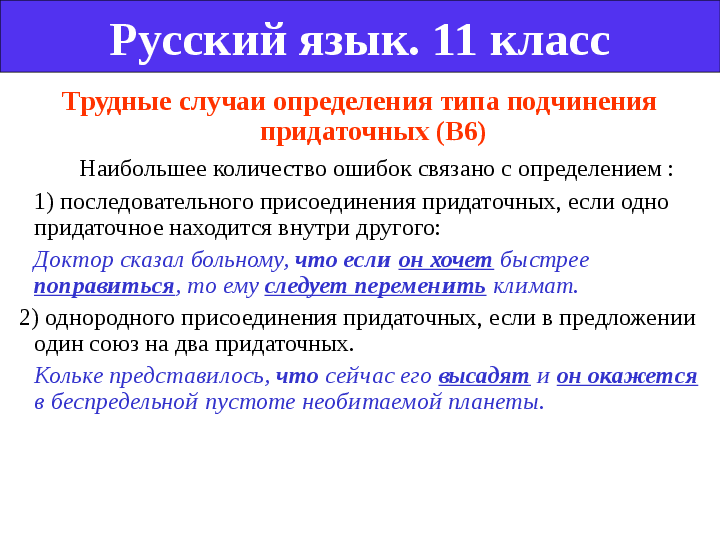 Русский язык. 11 класс
Трудные случаи определения типа подчинения
придаточных (В6)
Наибольшее количество ошибок связано с определением :
1) последовательного присоединения придаточных, если одно
придаточное находится внутри другого:
Доктор сказал больному, что если он хочет быстрее
поправиться, то ему следует переменить климат.
2) однородного присоединения придаточных, если в предложении
один союз на два придаточных.
Кольке представилось, что сейчас его высадят и он окажется
в беспредельной пустоте необитаемой планеты.